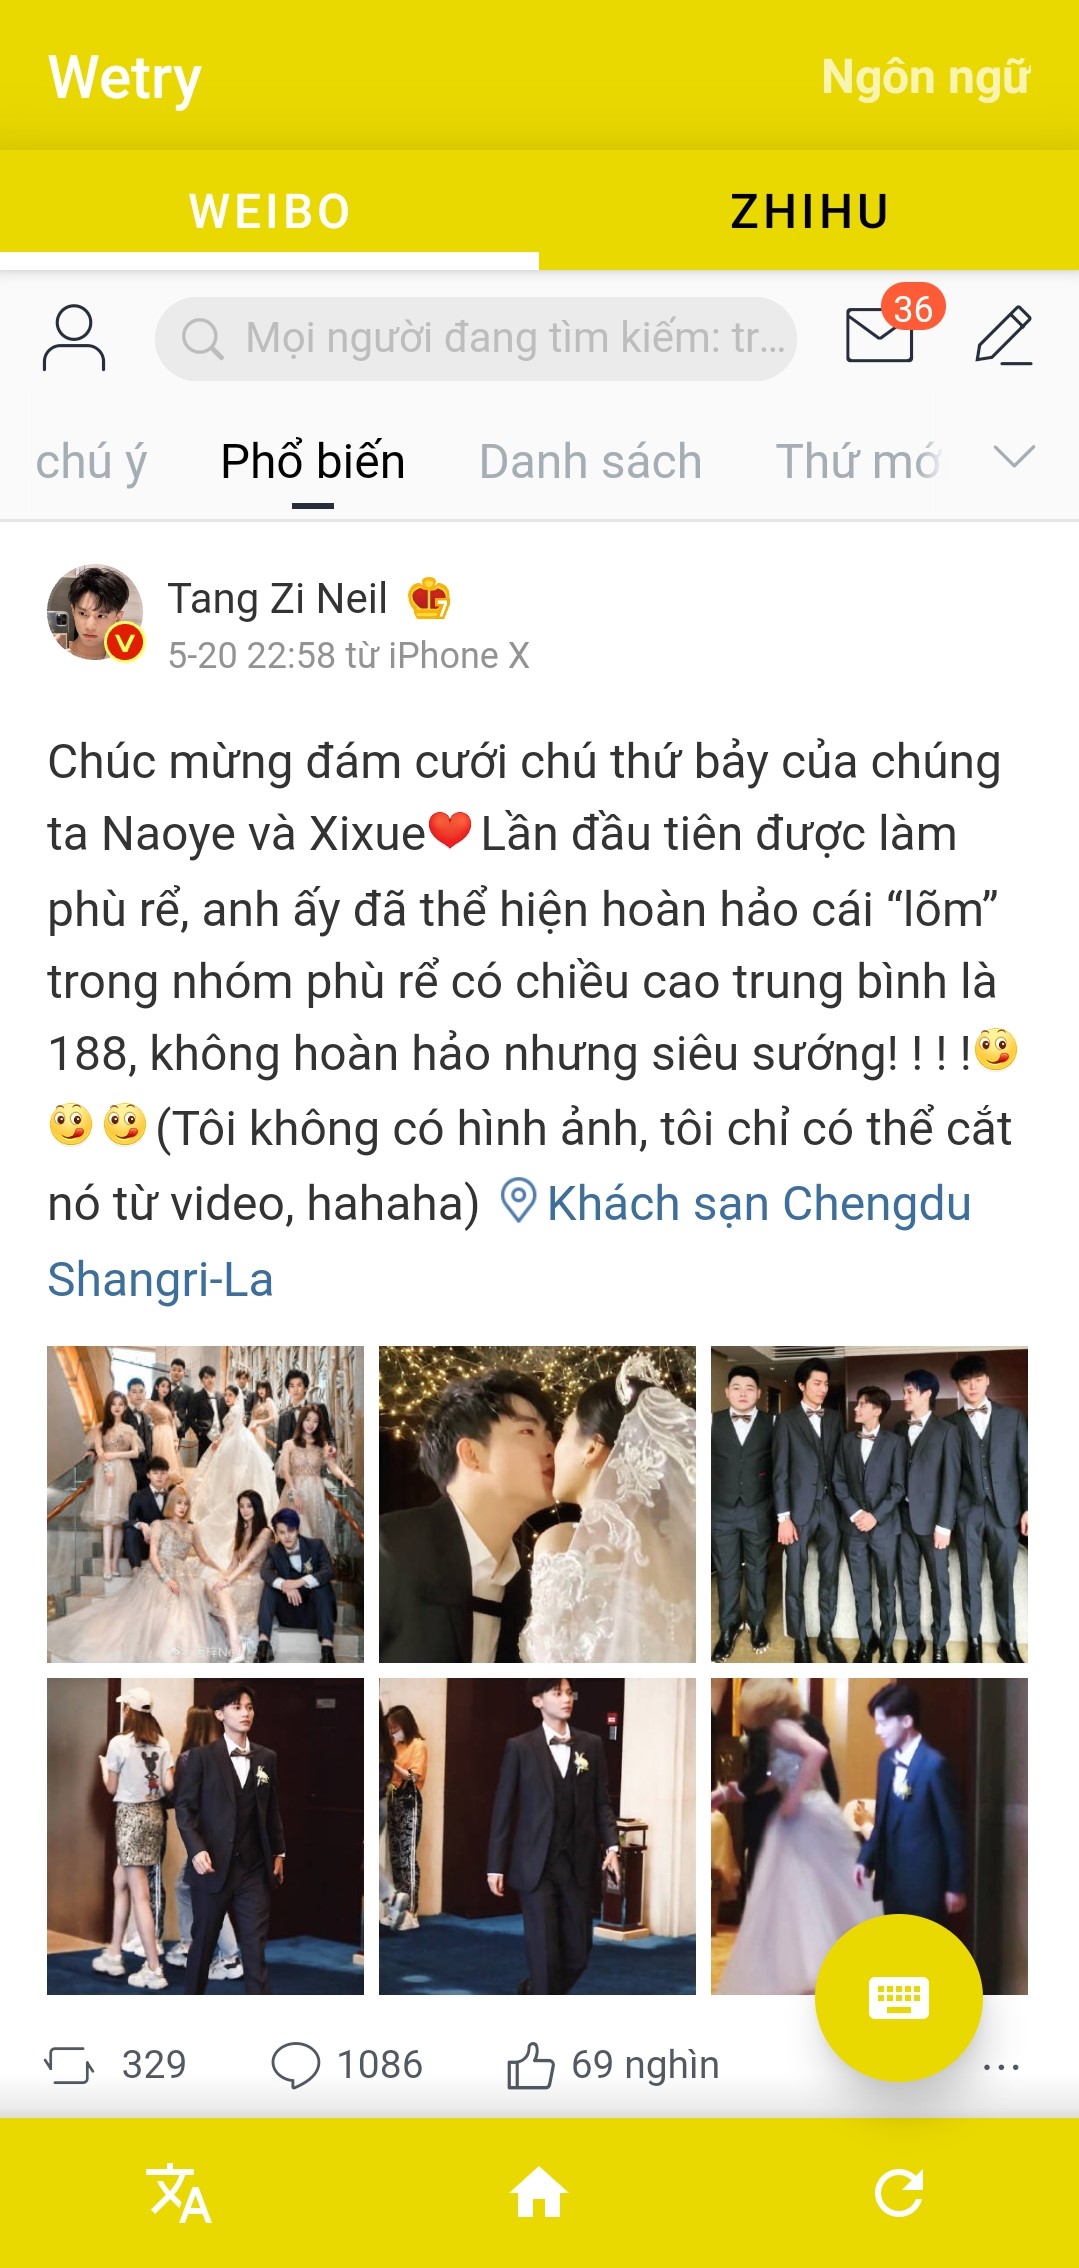 Wetry
Ngôn ngữ
WEIBO
ZHIHU
Mọi người đang tìm kiếm: tr...
36
chú ý
Phổ biến
Danh sách
Thứ mớ
Tang Zi Neil
7
5-20 22:58 từ iPhone X
Chúc mừng đám cưới chú thứ bảy của chúng
ta Naoye và Xixue❤Lần đầu tiên được làm
phù rể, anh ấy đã thể hiện hoàn hảo cái “lõm”
trong nhóm phù rể có chiều cao trung bình là
188, không hoàn hảo nhưng siêu sướng! ! ! !😋
😋😋(Tôi không có hình ảnh, tôi chỉ có thể cắt
nó từ video, hahaha) Khách sạn Chengdu
Shangri-La
329
1086
69 nghìn
...